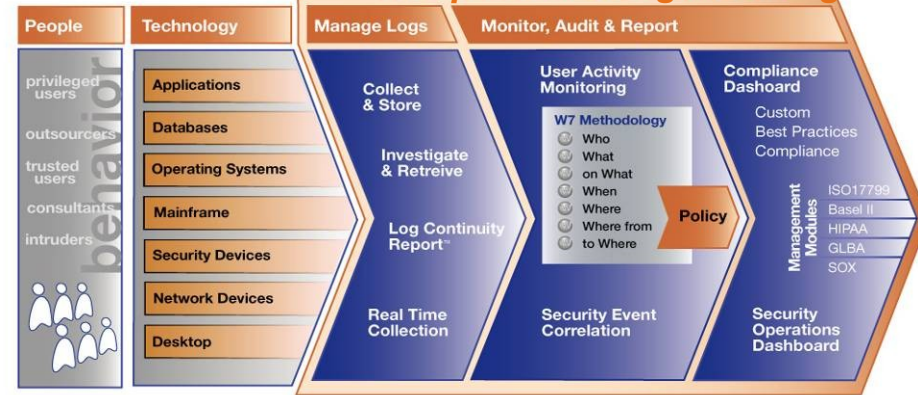 People
Technology
Manage Logs
Monitor, Audit & Report
privileged
users
outsourcers
trusted
users
consultants
intruders
behavior
Applications
Databases
Operating Systems
Mainframe
Security Devices
Network Devices
Desktop
Collect
& Store
Investigate
& Retreive
Log Continuity
Report™
Real Time
Collection
User Activity
Monitoring
W7 Methodology
Who
What
on What
When
Where
Where from
to Where
Policy
Security Event
Correlation
Compliance
Dashoard
Custom
Best Practices
Compliance
Management
Modules
ISO17799
Basel II
HIPAA
GLBA
SOX
Security
Operations
Dashboard